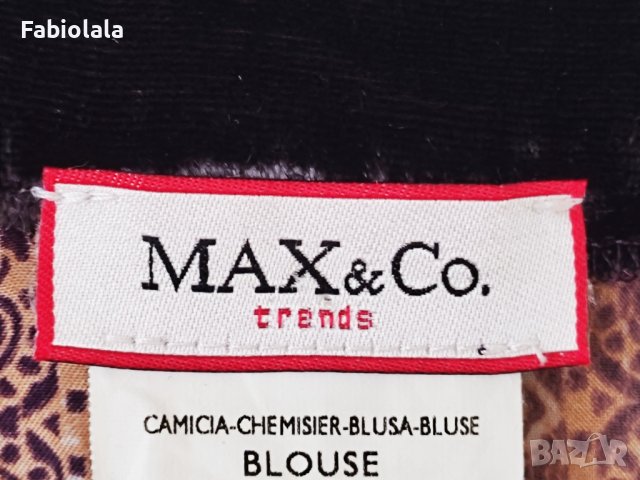 Fabiolala
MAX&Co.
trends
CAMICIA-CHEMISIER-BLUSA-BLUSE
BLOUSE
BAZAR